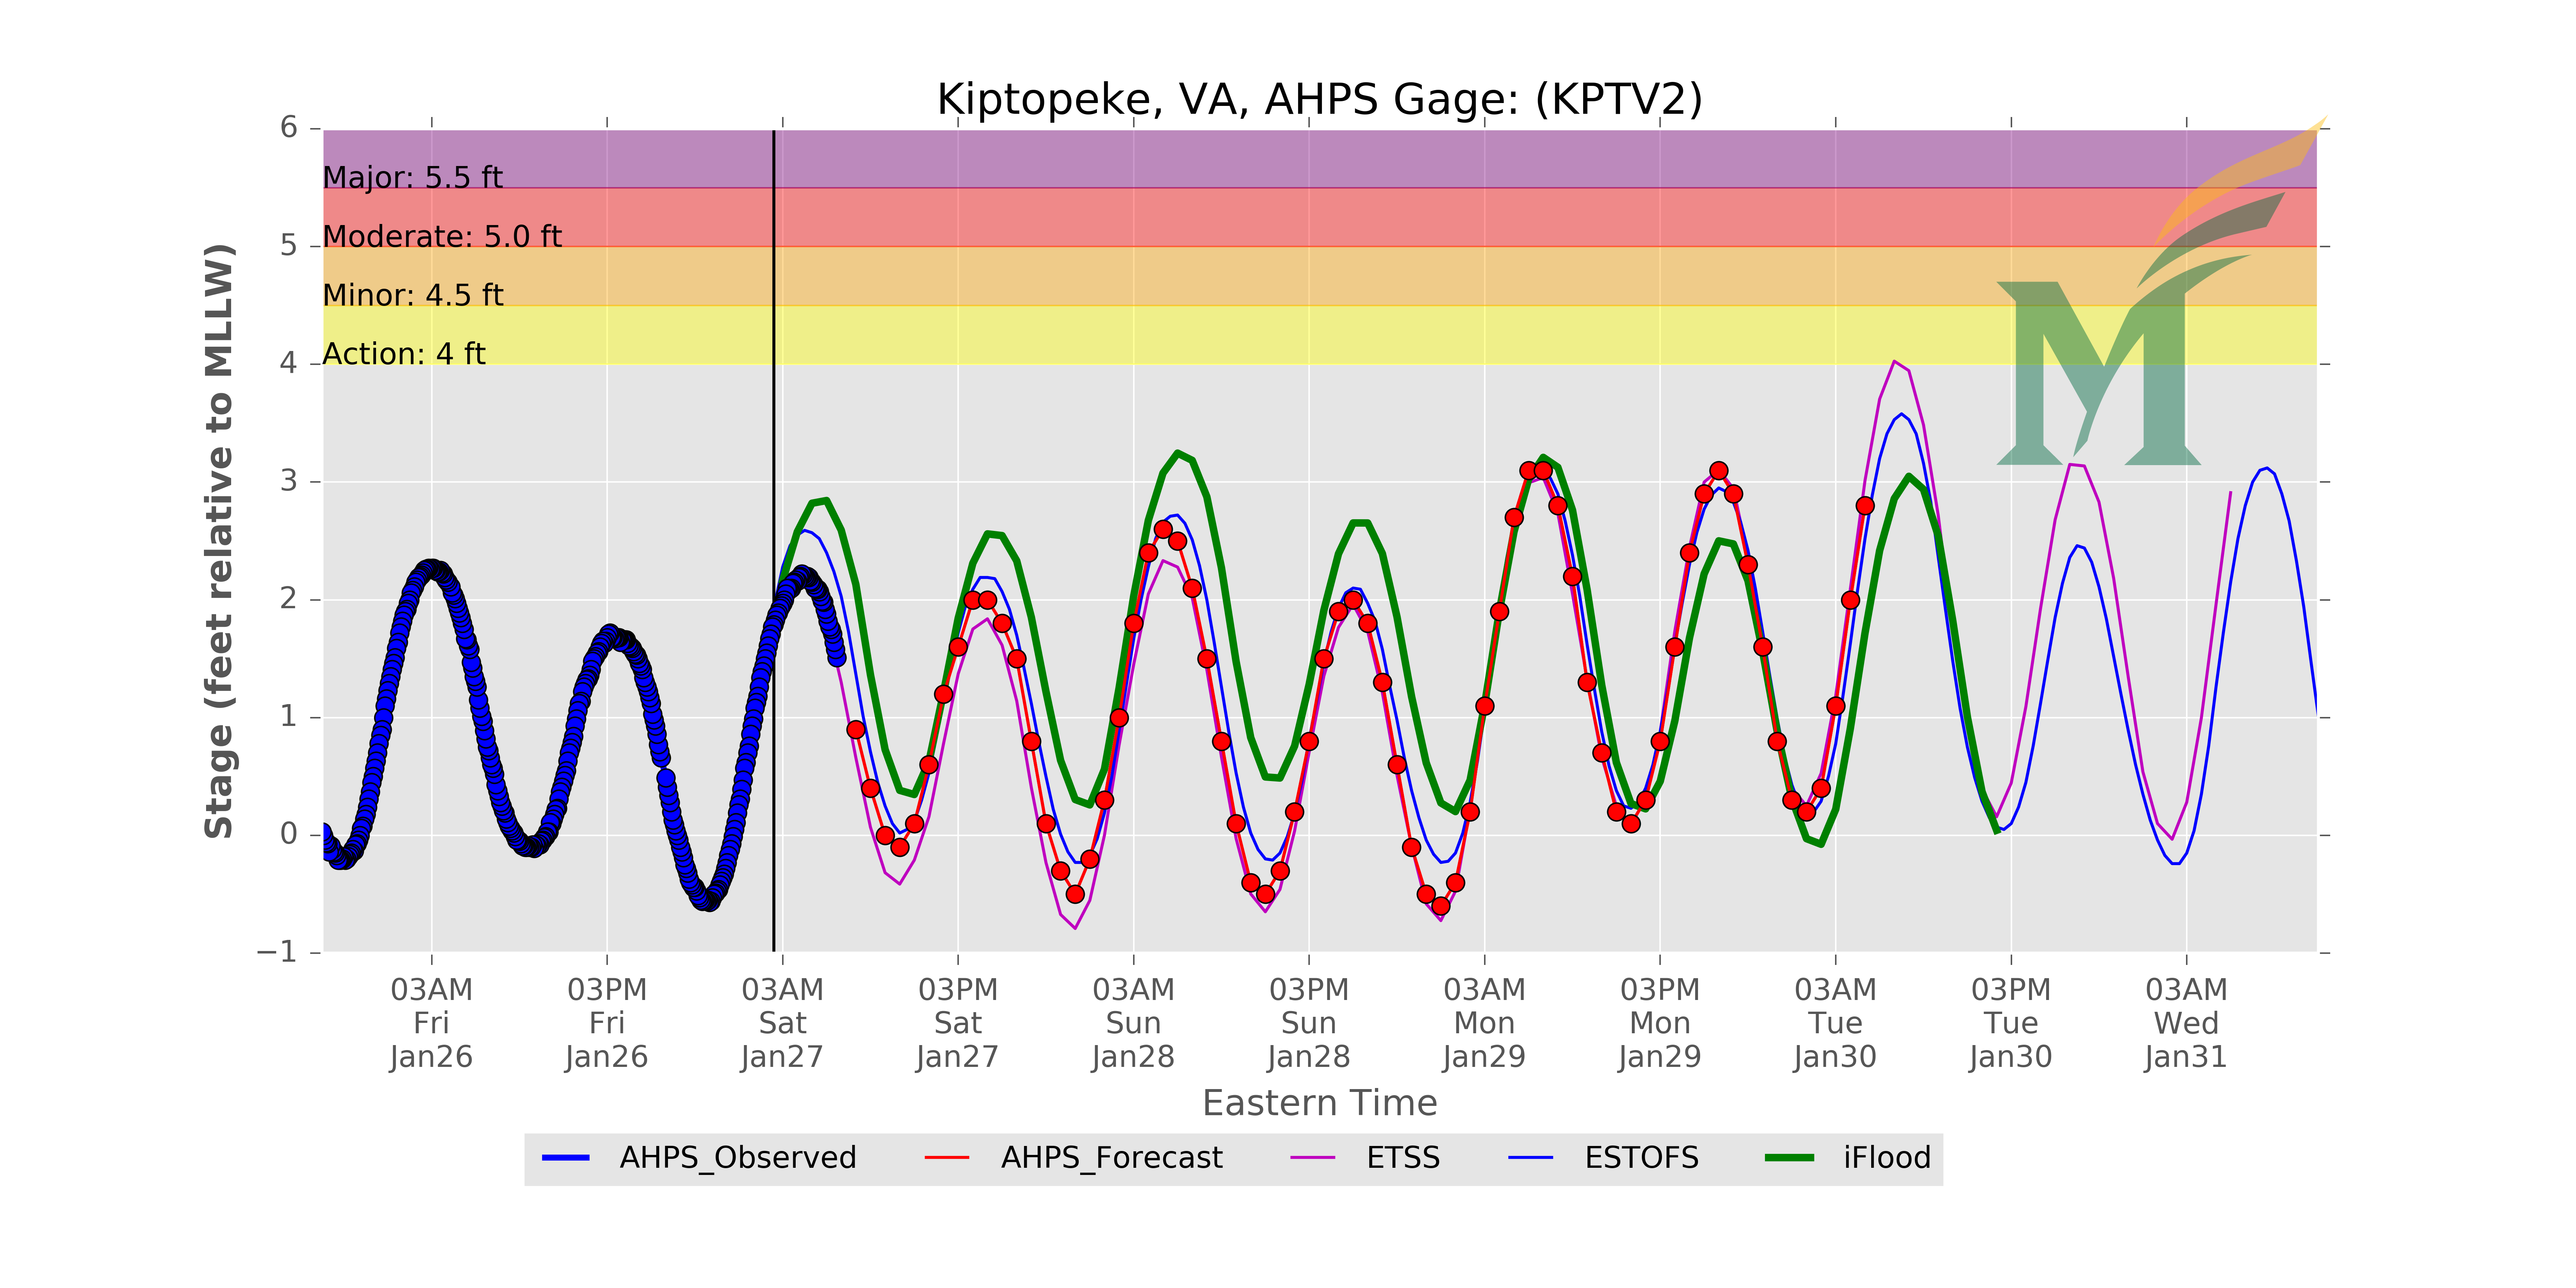 Kiptopeke, VA, AHPS Gage: (KPTV2)
Stage (feet relative to MLLW)
6
5
4
3
2
1
0
−1
Major: 5.5 ft
Moderate: 5.0 ft
Minor: 4.5 ft
Action: 4 ft
M
03AM 03PM 03AM 03PM 03AM 03PM 03AM 03PM 03AM 03PM 03AM
Fri Fri Sat Sat Sun Sun Mon Mon Tue Tue Wed
Jan26 Jan26 Jan27 Jan27 Jan28 Jan28 Jan29 Jan29 Jan30 Jan30 Jan31
Eastern Time
AHPS_Observed AHPS_Forecast ETSS ESTOFS iFlood